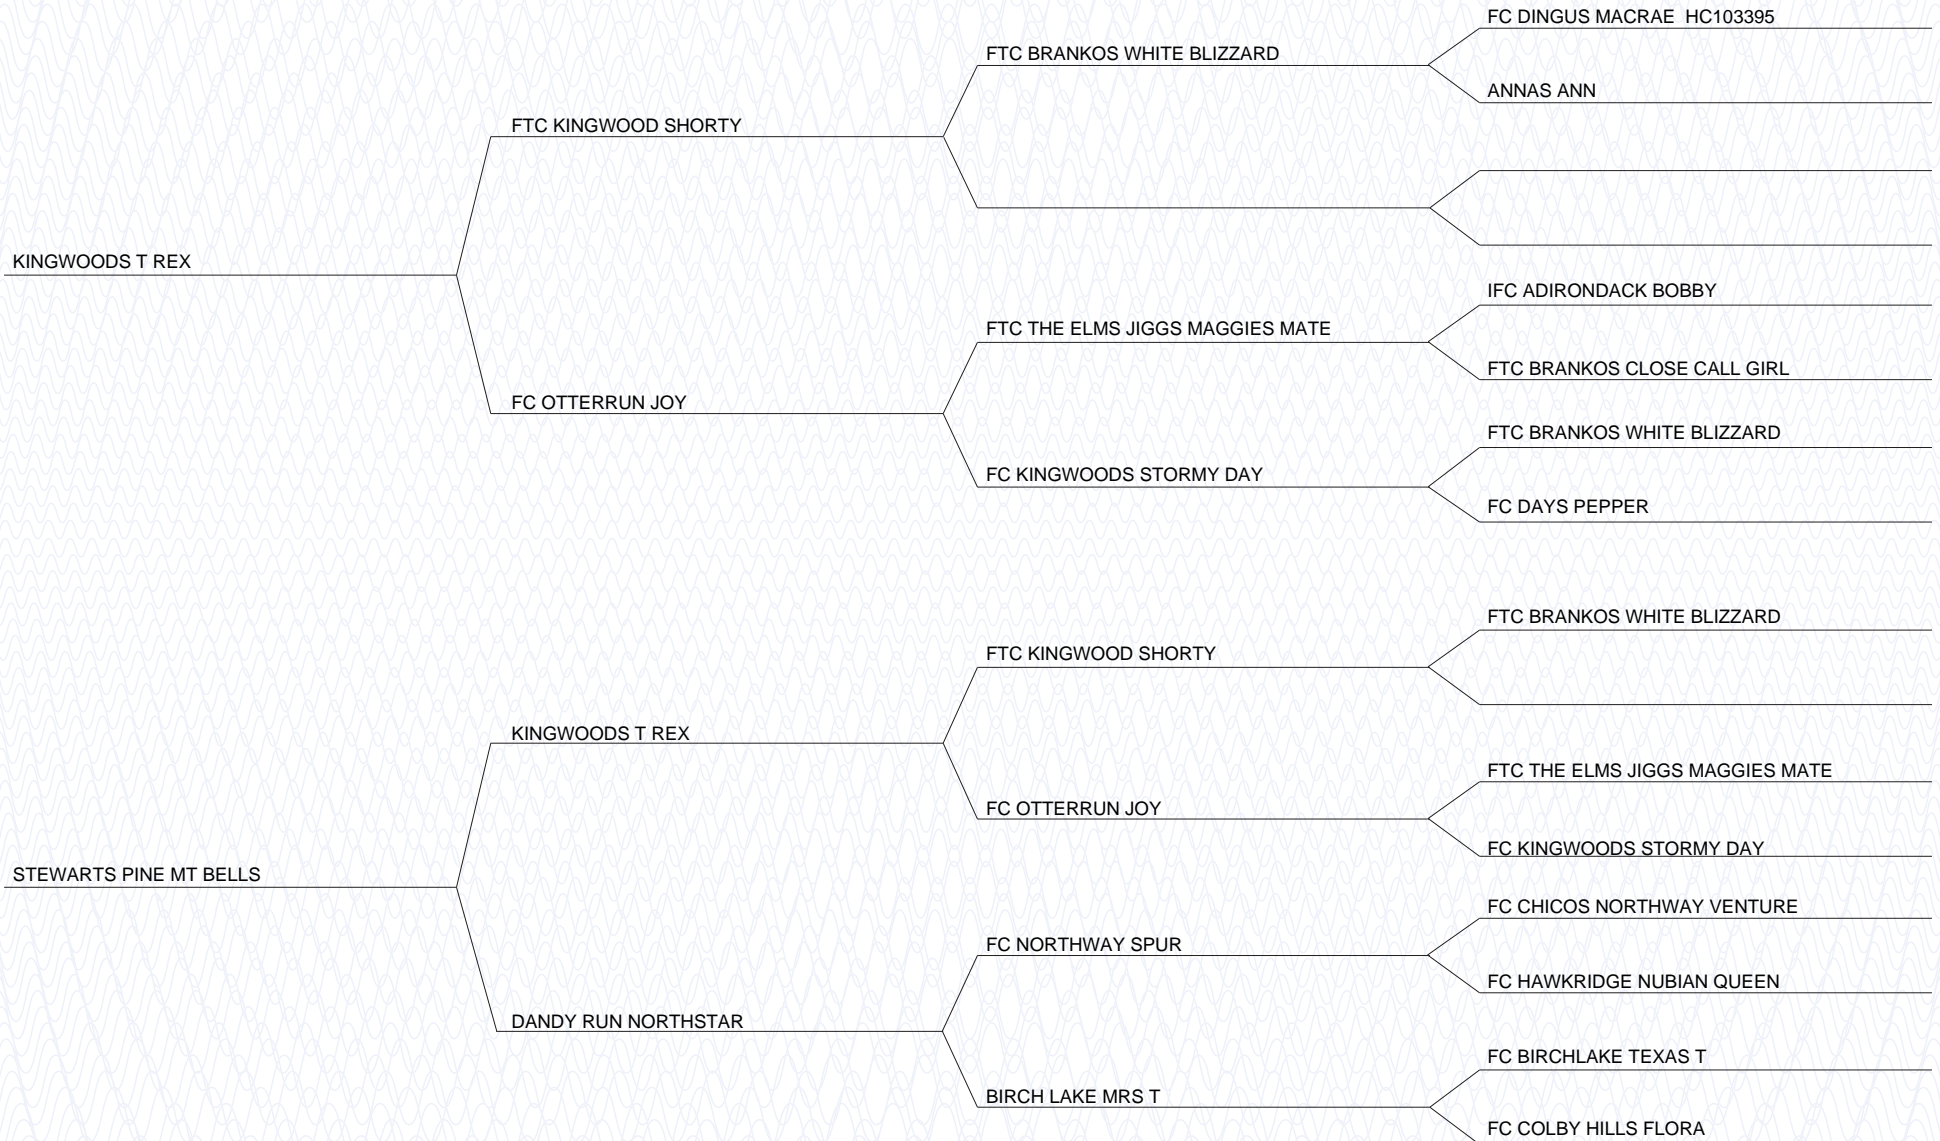 FC DINGUS MACRAE  HC103395
FTC BRANKOS WHITE BLIZZARD
ANNAS ANN
FTC KINGWOOD SHORTY
KINGWOODS T REX
IFC ADIRONDACK BOBBY
FTC THE ELMS JIGGS MAGGIES MATE
FTC BRANKOS CLOSE CALL GIRL
FC OTTERRUN JOY
FTC BRANKOS WHITE BLIZZARD
FC KINGWOODS STORMY DAY
FC DAYS PEPPER
FTC BRANKOS WHITE BLIZZARD
FTC KINGWOOD SHORTY
KINGWOODS T REX
FTC THE ELMS JIGGS MAGGIES MATE
FC OTTERRUN JOY
FC KINGWOODS STORMY DAY
STEWARTS PINE MT BELLS
FC CHICOS NORTHWAY VENTURE
FC NORTHWAY SPUR
FC HAWKRIDGE NUBIAN QUEEN
DANDY RUN NORTHSTAR
FC BIRCHLAKE TEXAS T
BIRCH LAKE MRS T
FC COLBY HILLS FLORA